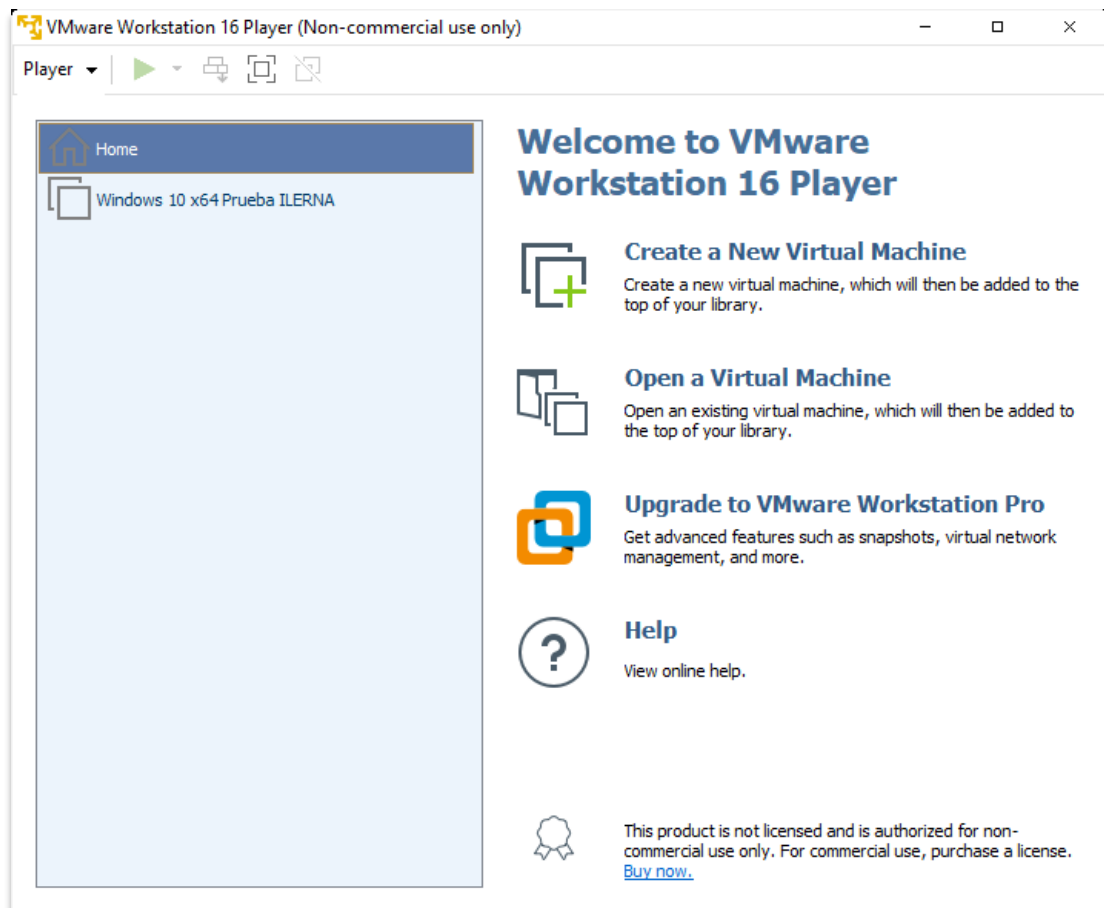 VMware Workstation 16 Player (Non-commercial use only)
Player
Home
Windows 10 x64 Prueba ILERNA
Welcome to VMware
Workstation 16 Player
Create a New Virtual Machine
Create a new virtual machine, which will then be added to the
top of your library.
Open a Virtual Machine
Open an existing virtual machine, which will then be added to
the top of your library.
Upgrade to VMware Workstation Pro
Get advanced features such as snapshots, virtual network
management, and more.
Help
View online help.
This product is not licensed and is authorized for non-
commercial use only. For commercial use, purchase a license.
Buy now.